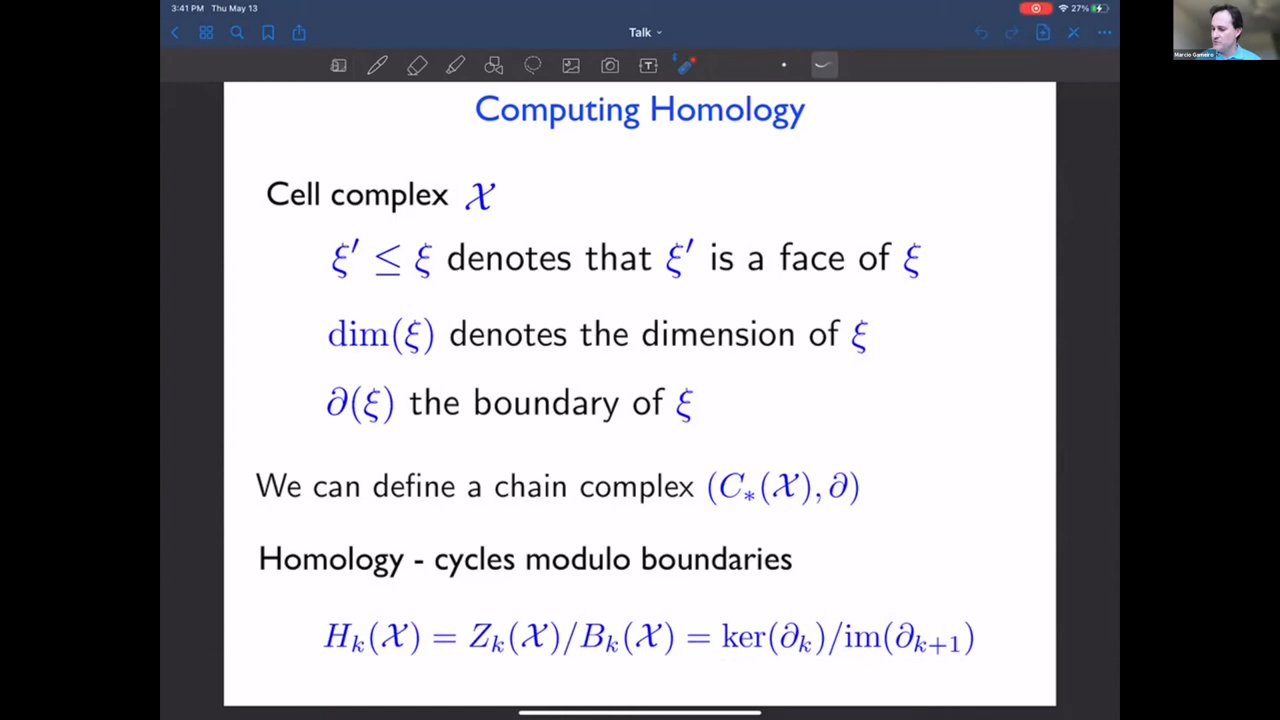 3:41 PM Thu May 13
27%
Talk
T
Marcio Gameiro
Computing Homology
Cell complex 𝒳
ξ′ ≤ ξ denotes that ξ′ is a face of ξ
dim(ξ) denotes the dimension of ξ
∂(ξ) the boundary of ξ
We can define a chain complex (C∗(𝒳), ∂)
Homology - cycles modulo boundaries
Hₖ(𝒳) = Zₖ(𝒳)/Bₖ(𝒳) = ker(∂ₖ)/im(∂ₖ₊₁)